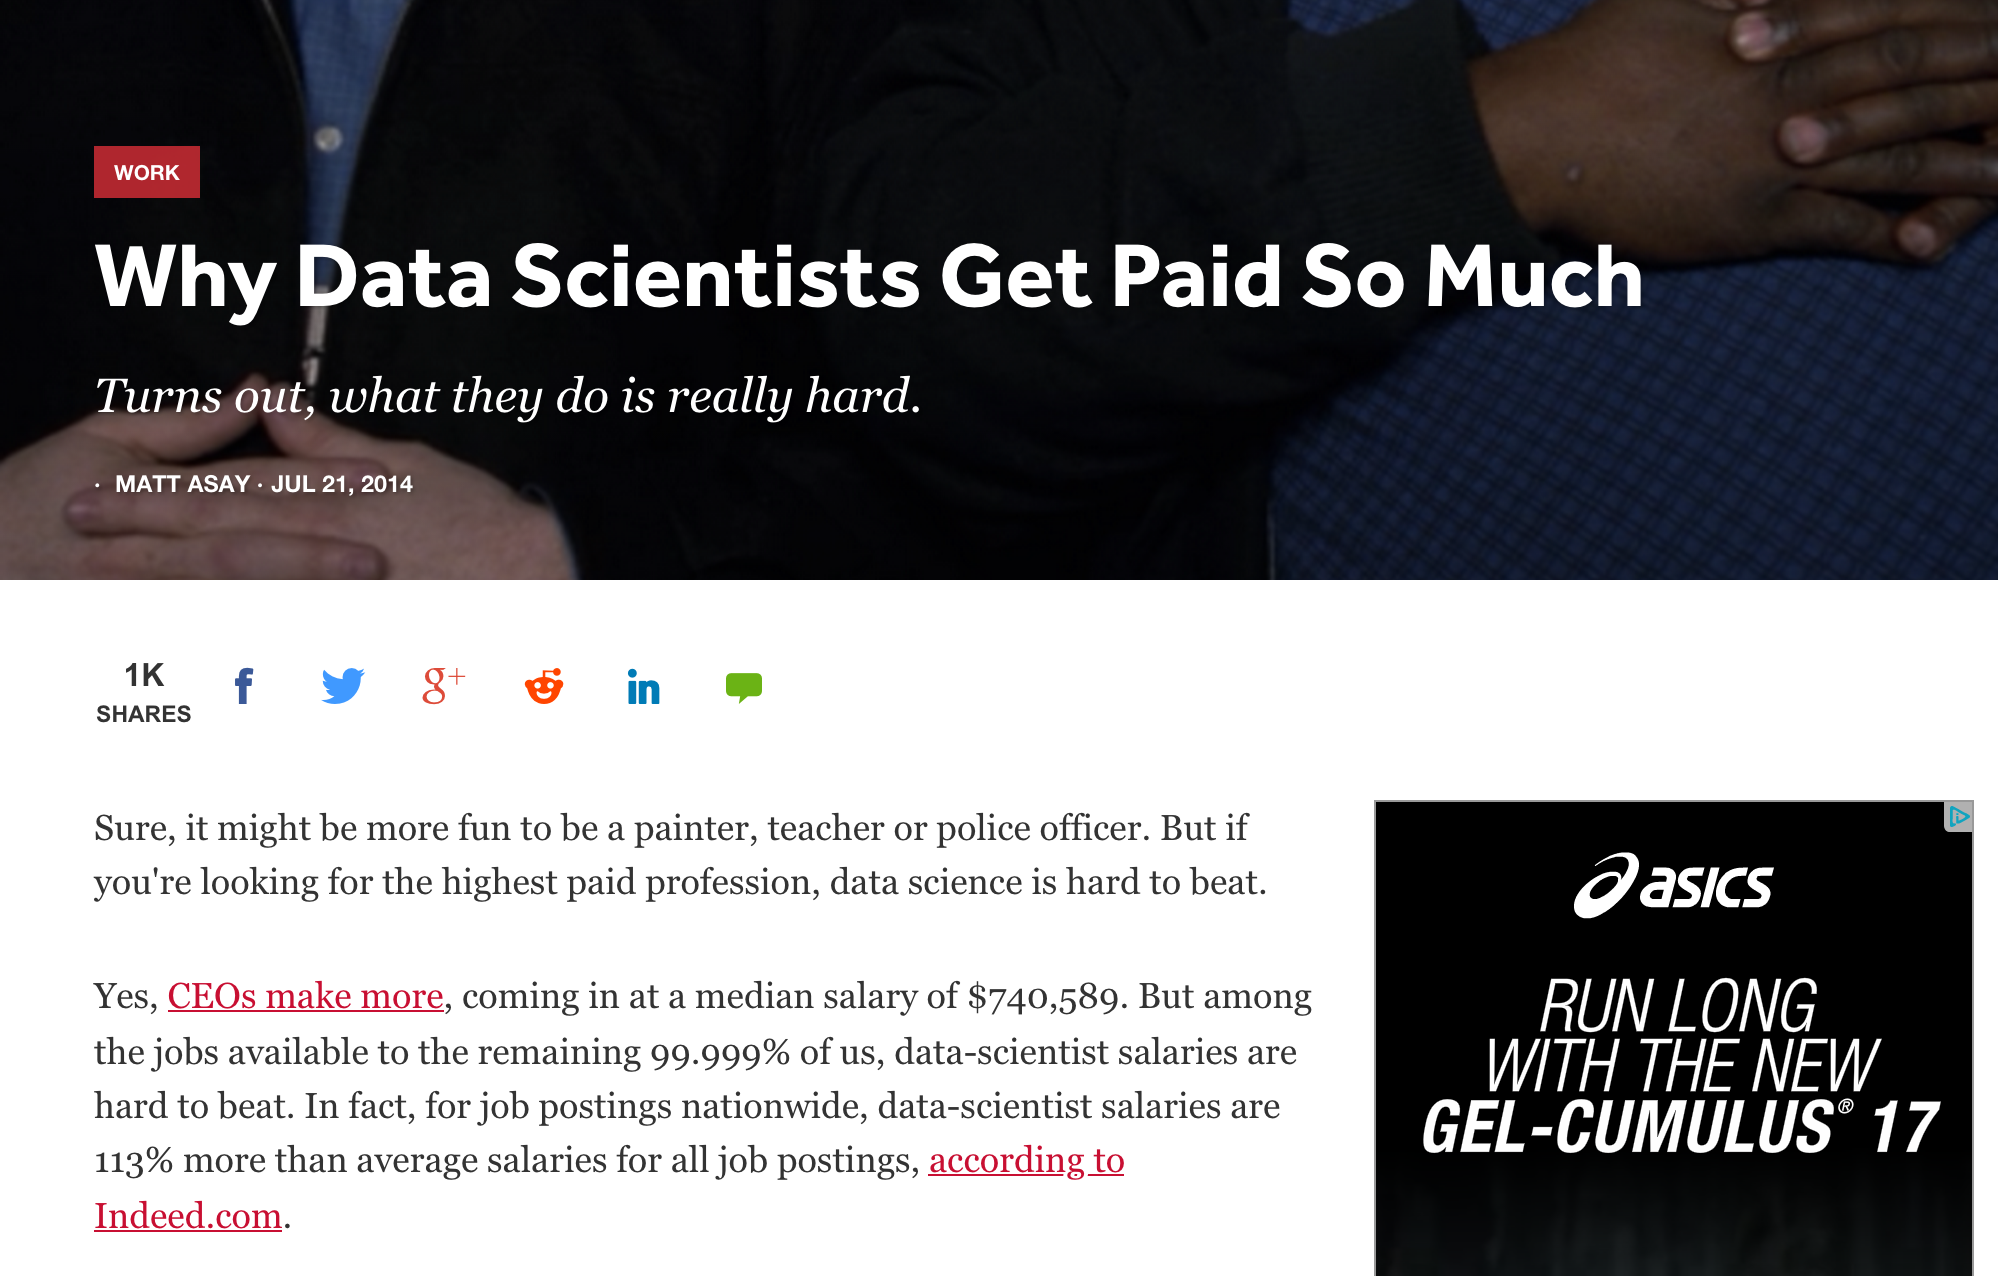 WORK
Why Data Scientists Get Paid So Much
Turns out, what they do is really hard.
· MATT ASAY · JUL 21, 2014
1K
SHARES
f
g+
in
Sure, it might be more fun to be a painter, teacher or police officer. But if
you're looking for the highest paid profession, data science is hard to beat.
Yes, CEOs make more, coming in at a median salary of $740,589. But among
the jobs available to the remaining 99.999% of us, data-scientist salaries are
hard to beat. In fact, for job postings nationwide, data-scientist salaries are
113% more than average salaries for all job postings, according to
Indeed.com.
asics
RUN LONG
WITH THE NEW
GEL-CUMULUS® 17